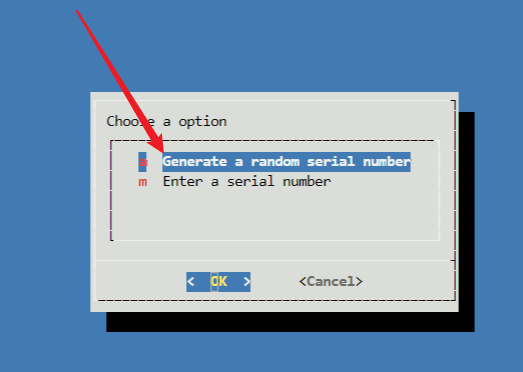 Choose a option
Generate a random serial number
m Enter a serial number
< OK > <Cancel>